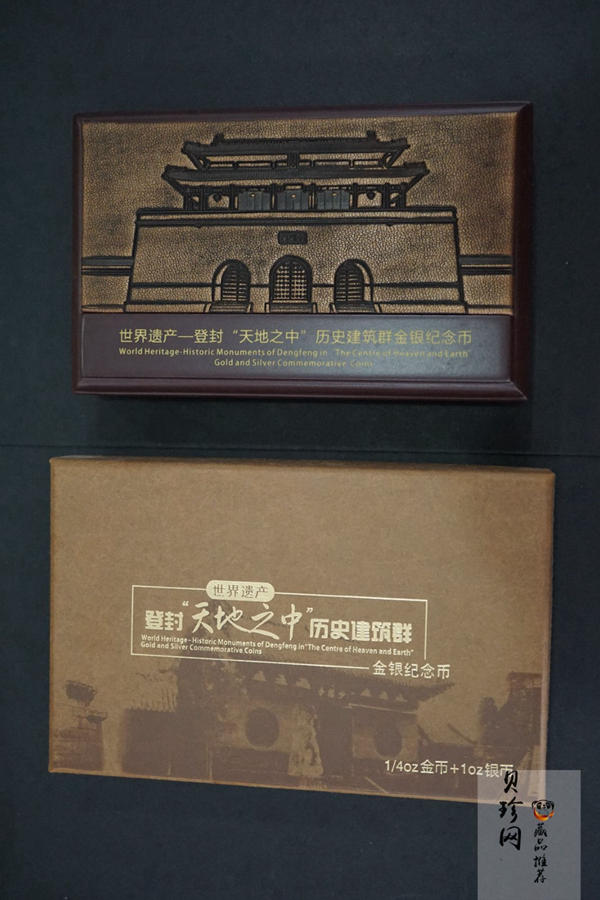 世界遗产—登封“天地之中”历史建筑群金银纪念币
World Heritage-Historic Monuments of Dengfeng in "The Centre of Heaven and Earth"
Gold and Silver Commemorative Coins
世界遗产
登封“天地之中”历史建筑群
World Heritage-Historic Monuments of Dengfeng in"The Centre of Heaven and Earth"
Gold and Silver Commemorative Coins
金银纪念币
1/4oz金币+1oz银币
贝珍网
藏品推荐